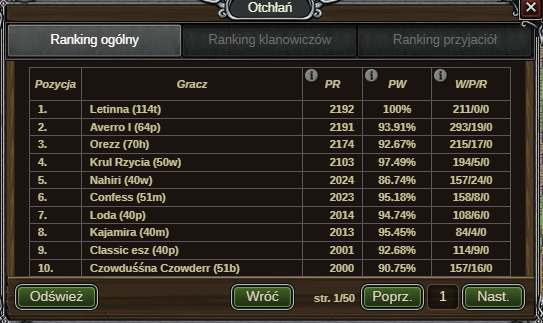 Otchłań
Ranking ogólny Ranking klanowiczów Ranking przyjaciół
Pozycja Gracz PR PW W/P/R
1. Letinna (114t) 2192 100% 211/0/0
2. Averro I (64p) 2191 93.91% 293/19/0
3. Orezz (70h) 2174 92.67% 215/17/0
4. Krul Rzycia (50w) 2103 97.49% 194/5/0
5. Nahiri (40w) 2024 86.74% 157/24/0
6. Confess (51m) 2023 95.18% 158/8/0
7. Loda (40p) 2014 94.74% 108/6/0
8. Kajamira (40m) 2013 95.45% 84/4/0
9. Classic esz (40p) 2001 92.68% 114/9/0
10. Czowduśśna Czowderr (51b) 2000 90.75% 157/16/0
Odśwież Wróć str. 1/50 Poprz. 1 Nast.